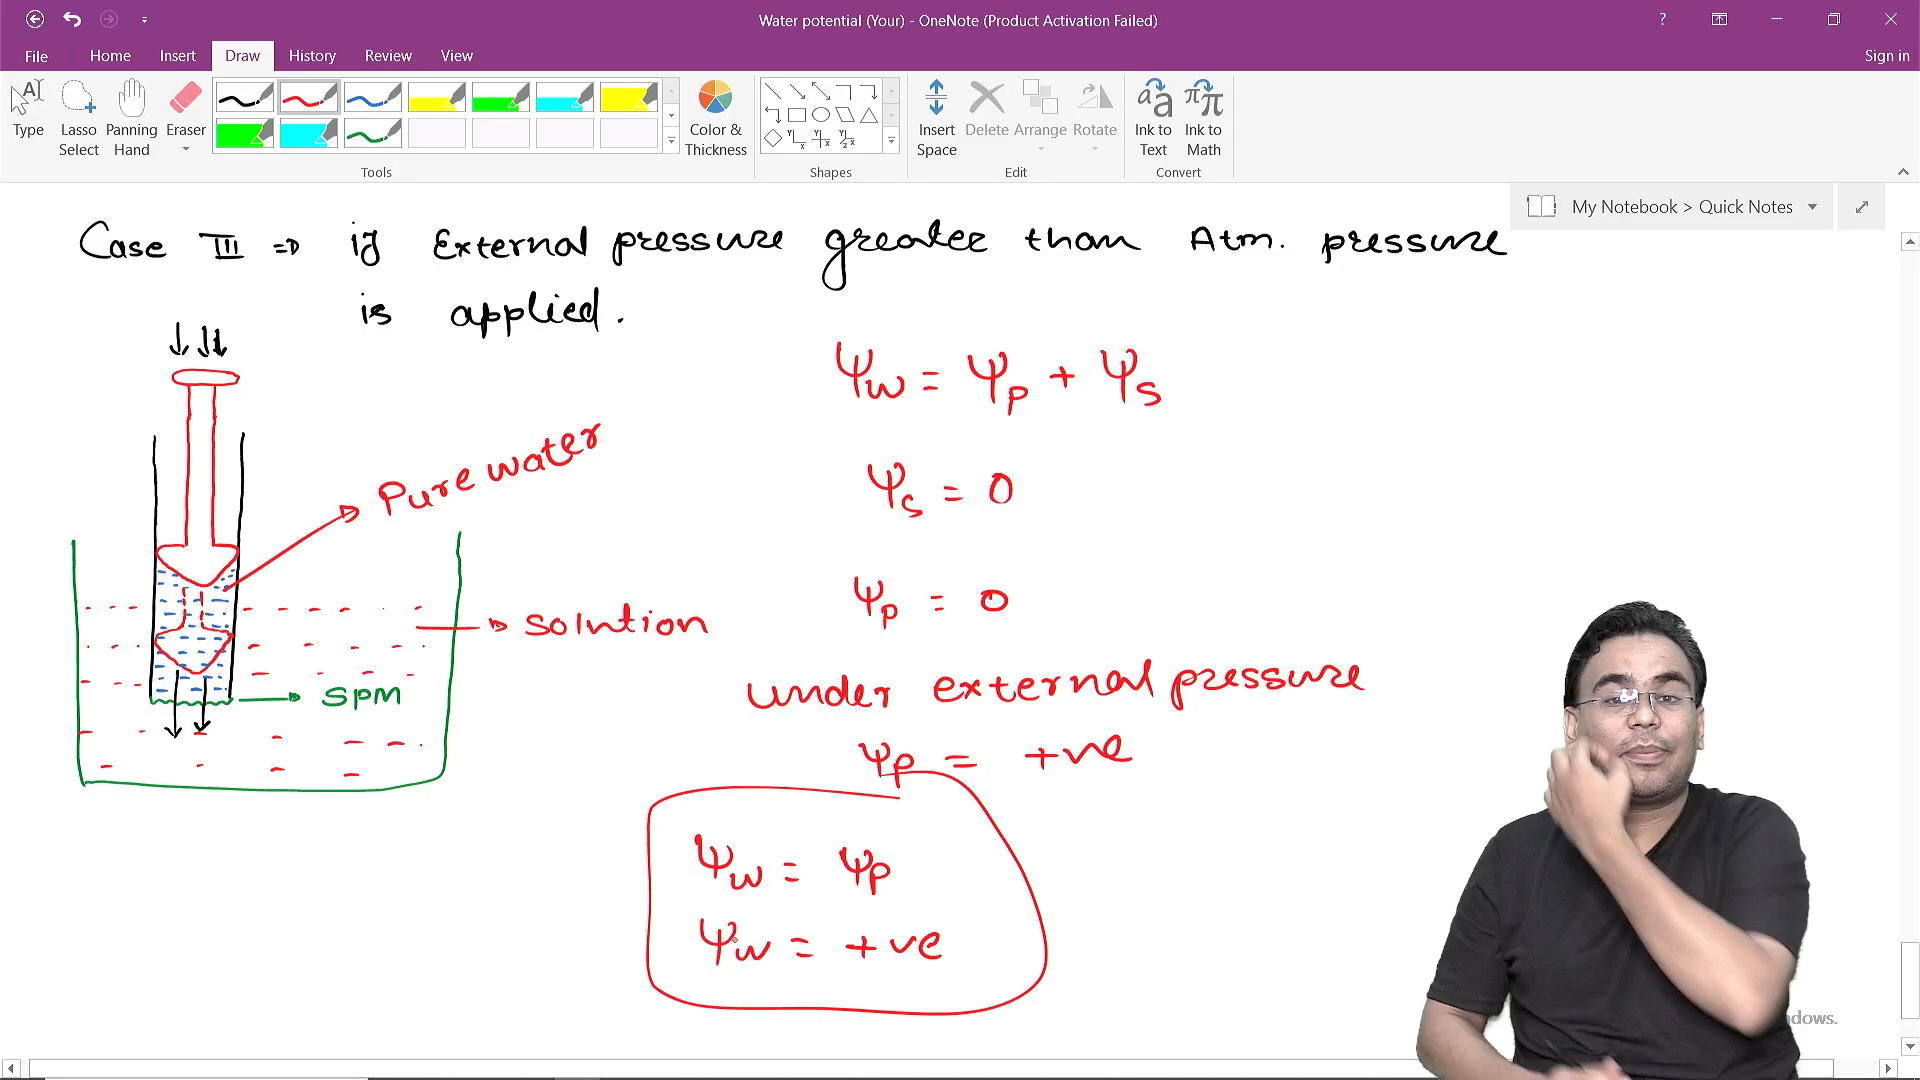 Water potential (Your) - OneNote (Product Activation Failed)
?
Sign in
File Home Insert Draw History Review View
Type
Lasso Select
Panning Hand
Eraser
Color & Thickness
Insert Space
Delete
Arrange
Rotate
Ink to Text
Ink to Math
Tools
Shapes
Edit
Convert
My Notebook > Quick Notes
Case III ⇒ if External pressure greater than Atm. pressure
is applied.
Pure water
solution
SPM
Ψw = Ψp + Ψs
Ψs = 0
Ψp = 0
under external pressure
Ψp = +ve
Ψw = Ψp
Ψw = +ve
dows.